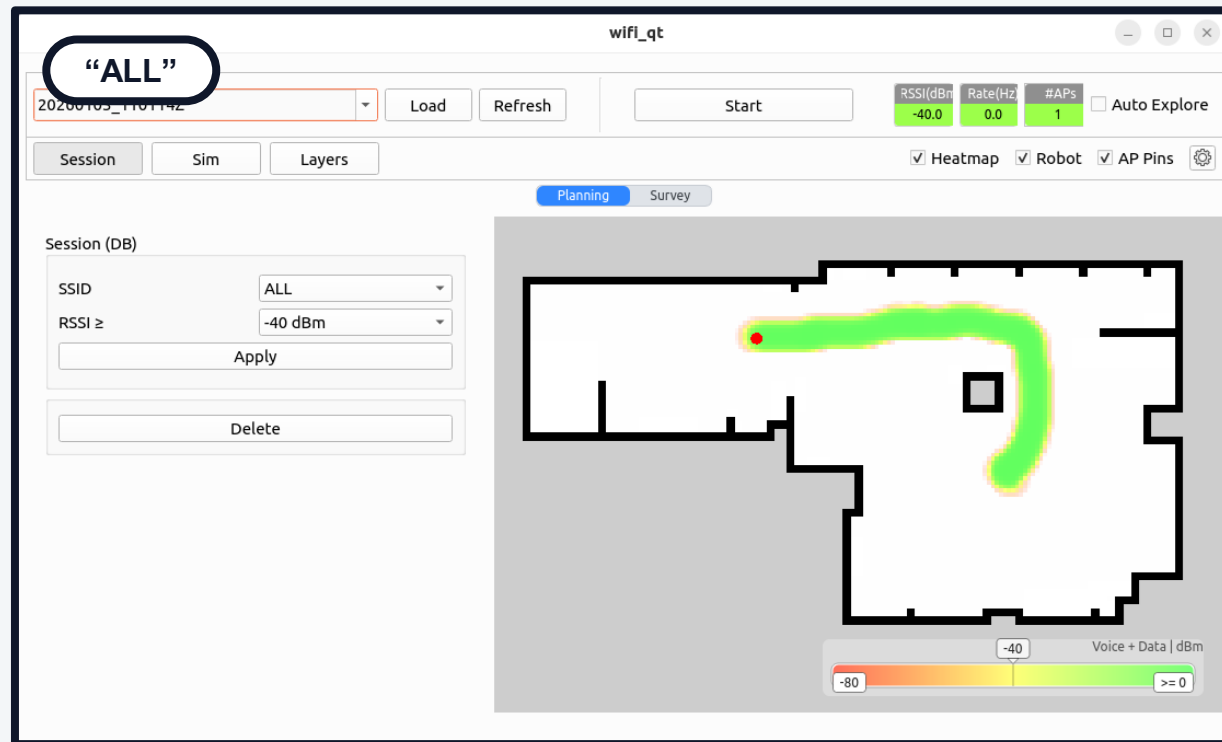 wifi_qt
“ALL”
Load Refresh Start RSSI(dBm Rate(Hz) #APs Auto Explore
-40.0 0.0 1
Session Sim Layers Heatmap Robot AP Pins
Planning Survey
Session (DB)
SSID ALL
RSSI ≥ -40 dBm
Apply
Delete
-40 Voice + Data | dBm
-80 >= 0